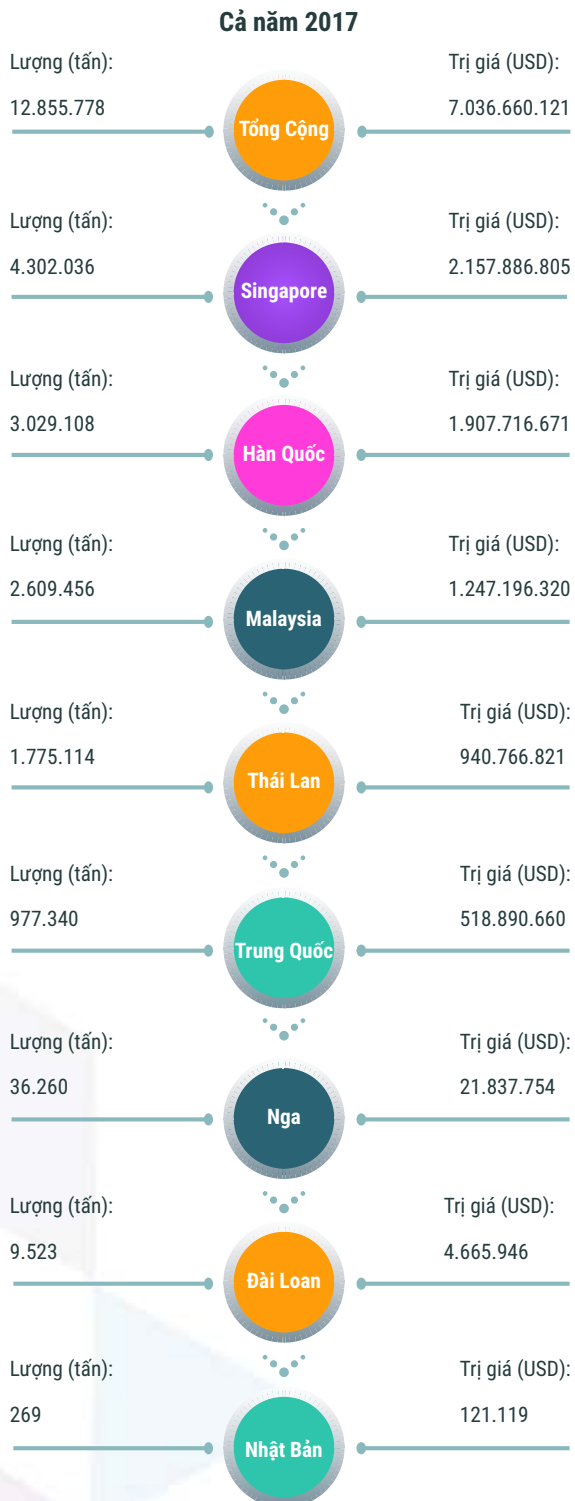 Cả năm 2017
Lượng (tấn):
Trị giá (USD):
12.855.778
7.036.660.121
Tổng Cộng
Lượng (tấn):
Trị giá (USD):
4.302.036
2.157.886.805
Singapore
Lượng (tấn):
Trị giá (USD):
3.029.108
1.907.716.671
Hàn Quốc
Lượng (tấn):
Trị giá (USD):
2.609.456
1.247.196.320
Malaysia
Lượng (tấn):
Trị giá (USD):
1.775.114
940.766.821
Thái Lan
Lượng (tấn):
Trị giá (USD):
977.340
518.890.660
Trung Quốc
Lượng (tấn):
Trị giá (USD):
36.260
21.837.754
Nga
Lượng (tấn):
Trị giá (USD):
9.523
4.665.946
Đài Loan
Lượng (tấn):
Trị giá (USD):
269
121.119
Nhật Bản